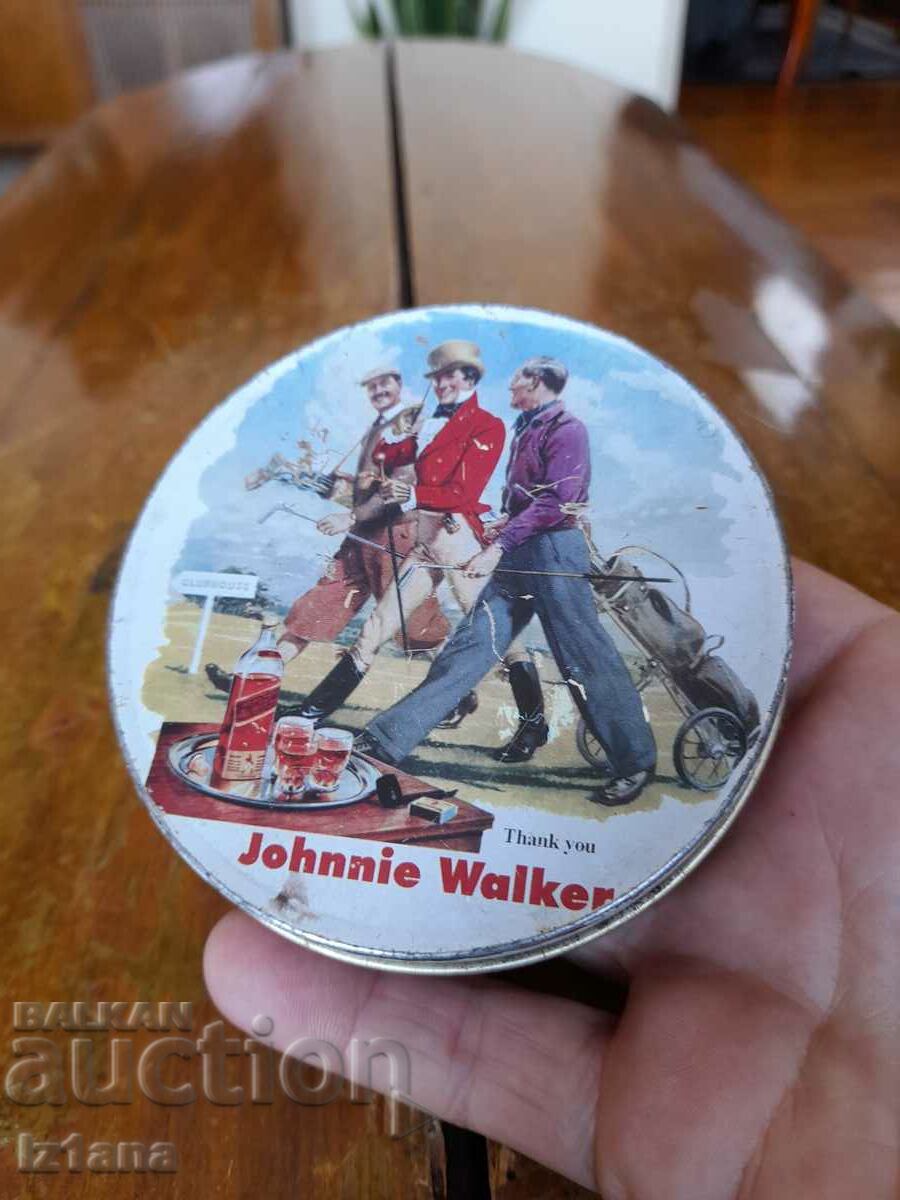 CLUBHOUSE
Thank you
Johnnie Walker
BALKAN
auction
iz1ana